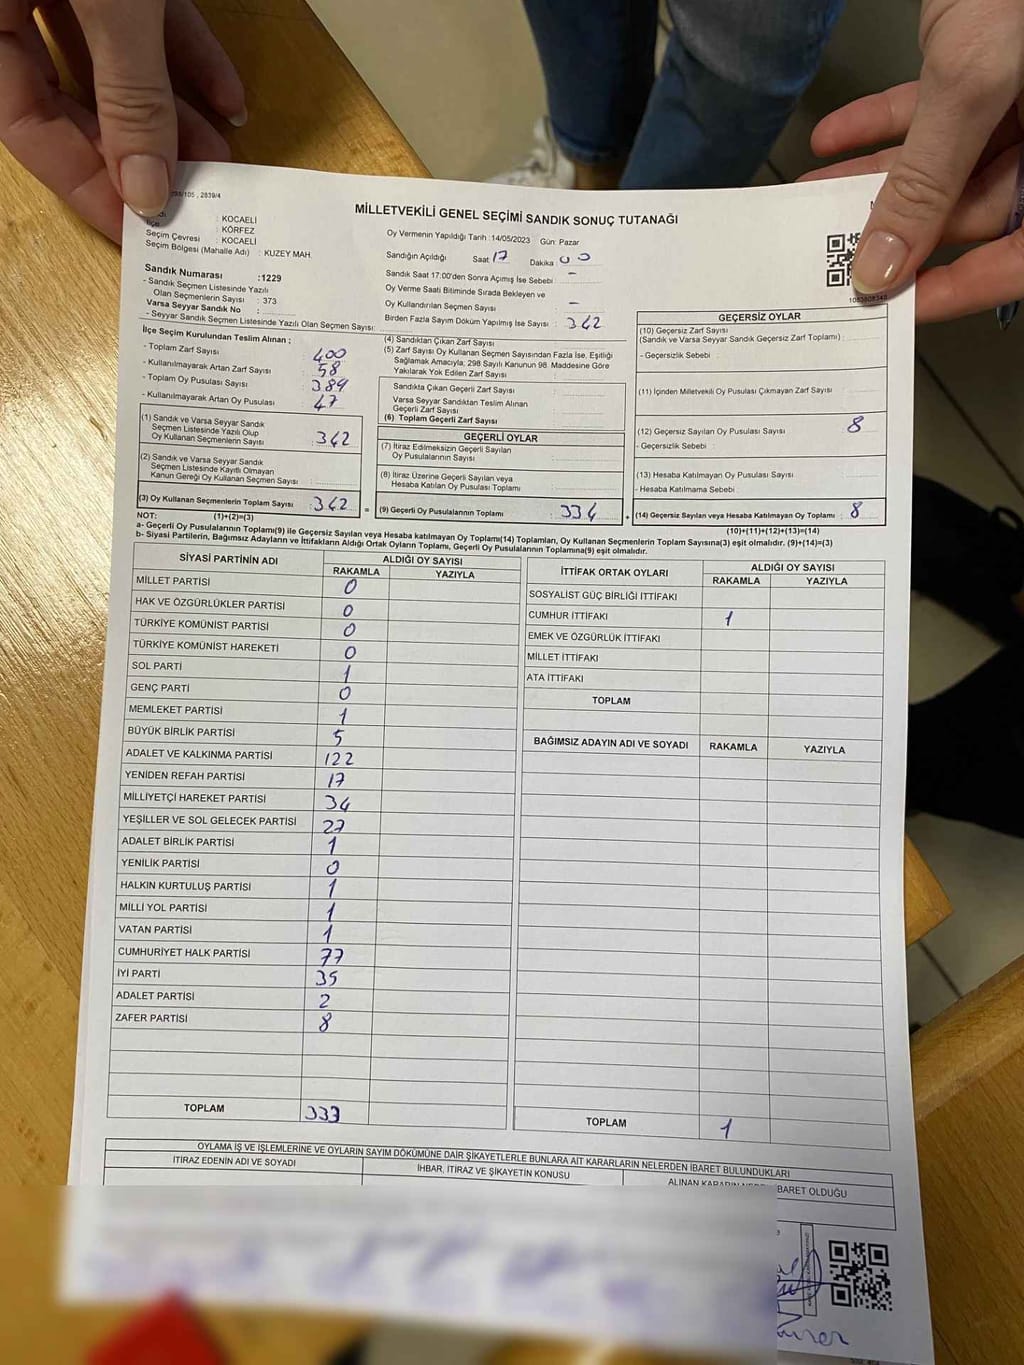 298/105 , 2839/4
MİLLETVEKİLİ GENEL SEÇİMİ SANDIK SONUÇ TUTANAĞI
: KOCAELİ
İlçe : KÖRFEZ
Seçim Çevresi : KOCAELİ
Seçim Bölgesi (Mahalle Adı) : KUZEY MAH.
Sandık Numarası :1229
- Sandık Seçmen Listesinde Yazılı
Olan Seçmenlerin Sayısı : 373
Varsa Seyyar Sandık No :
- Seyyar Sandık Seçmen Listesinde Yazılı Olan Seçmen Sayısı:
Oy Vermenin Yapıldığı Tarih :14/05/2023 Gün: Pazar
Sandığın Açıldığı Saat : 17 Dakika : 00
Sandık Saat 17:00'den Sonra Açımış İse Sebebi : -
Oy Verme Saati Bitiminde Sırada Bekleyen ve
Oy Kullandırılan Seçmen Sayısı : -
Birden Fazla Sayım Döküm Yapılmış İse Sayısı : 342
1083808348
İlçe Seçim Kurulundan Teslim Alınan ;
- Toplam Zarf Sayısı : 400
- Kullanılmayarak Artan Zarf Sayısı : 58
- Toplam Oy Pusulası Sayısı : 389
- Kullanılmayarak Artan Oy Pusulası : 47
(1) Sandık ve Varsa Seyyar Sandık
Seçmen Listesinde Yazılı Olup
Oy Kullanan Seçmenlerin Sayısı : 342
(2) Sandık ve Varsa Seyyar Sandık
Seçmen Listesinde Kayıtlı Olmayan
Kanun Gereği Oy Kullanan Seçmen Sayısı :
(3) Oy Kullanan Seçmenlerin Toplam Sayısı : 342
(4) Sandıktan Çıkan Zarf Sayısı :
(5) Zarf Sayısı Oy Kullanan Seçmen Sayısından Fazla İse, Eşitliği
Sağlamak Amacıyla; 298 Sayılı Kanunun 98. Maddesine Göre
Yakılarak Yok Edilen Zarf Sayısı :
Sandıkta Çıkan Geçerli Zarf Sayısı :
Varsa Seyyar Sandıktan Teslim Alınan
Geçerli Zarf Sayısı :
(6) Toplam Geçerli Zarf Sayısı :
GEÇERLİ OYLAR
(7) İtiraz Edilmeksizin Geçerli Sayılan
Oy Pusulalarının Sayısı :
(8) İtiraz Üzerine Geçerli Sayılan veya
Hesaba Katılan Oy Pusulası Toplamı :
= (9) Geçerli Oy Pusulalarının Toplamı : 334
GEÇERSİZ OYLAR
(10) Geçersiz Zarf Sayısı
(Sandık ve Varsa Seyyar Sandık Geçersiz Zarf Toplamı) :
- Geçersizlik Sebebi :
(11) İçinden Milletvekili Oy Pusulası Çıkmayan Zarf Sayısı :
(12) Geçersiz Sayılan Oy Pusulası Sayısı : 8
- Geçersizlik Sebebi :
(13) Hesaba Katılmayan Oy Pusulası Sayısı :
- Hesaba Katılmama Sebebi :
+ (14) Geçersiz Sayılan veya Hesaba Katılmayan Oy Toplamı : 8
NOT: (1)+(2)=(3)
(10)+(11)+(12)+(13)=(14)
a- Geçerli Oy Pusulalarının Toplamı(9) ile Geçersiz Sayılan veya Hesaba katılmayan Oy Toplamı(14) Toplamları, Oy Kullanan Seçmenlerin Toplam Sayısına(3) eşit olmalıdır. (9)+(14)=(3)
b- Siyasi Partilerin, Bağımsız Adayların ve İttifakların Aldığı Ortak Oyların Toplamı, Geçerli Oy Pusulalarının Toplamına(9) eşit olmalıdır.
SİYASİ PARTİNİN ADI ALDIĞI OY SAYISI
RAKAMLA YAZIYLA
MİLLET PARTİSİ 0
HAK VE ÖZGÜRLÜKLER PARTİSİ 0
TÜRKİYE KOMÜNİST PARTİSİ 0
TÜRKİYE KOMÜNİST HAREKETİ 0
SOL PARTİ 1
GENÇ PARTİ 0
MEMLEKET PARTİSİ 1
BÜYÜK BİRLİK PARTİSİ 5
ADALET VE KALKINMA PARTİSİ 122
YENİDEN REFAH PARTİSİ 17
MİLLİYETÇİ HAREKET PARTİSİ 34
YEŞİLLER VE SOL GELECEK PARTİSİ 27
ADALET BİRLİK PARTİSİ 1
YENİLİK PARTİSİ 0
HALKIN KURTULUŞ PARTİSİ 1
MİLLİ YOL PARTİSİ 1
VATAN PARTİSİ 1
CUMHURİYET HALK PARTİSİ 77
İYİ PARTİ 35
ADALET PARTİSİ 2
ZAFER PARTİSİ 8
TOPLAM 333
İTTİFAK ORTAK OYLARI ALDIĞI OY SAYISI
RAKAMLA YAZIYLA
SOSYALİST GÜÇ BİRLİĞİ İTTİFAKI
CUMHUR İTTİFAKI 1
EMEK VE ÖZGÜRLÜK İTTİFAKI
MİLLET İTTİFAKI
ATA İTTİFAKI
TOPLAM
BAĞIMSIZ ADAYIN ADI VE SOYADI RAKAMLA YAZIYLA
TOPLAM 1
OYLAMA İŞ VE İŞLEMLERİNE VE OYLARIN SAYIM DÖKÜMÜNE DAİR ŞİKAYETLERLE BUNLARA AİT KARARLARIN NELERDEN İBARET BULUNDUKLARI
İTİRAZ EDENİN ADI VE SOYADI İHBAR, İTİRAZ VE ŞİKAYETİN KONUSU ALINAN KARARIN NEDEN İBARET OLDUĞU